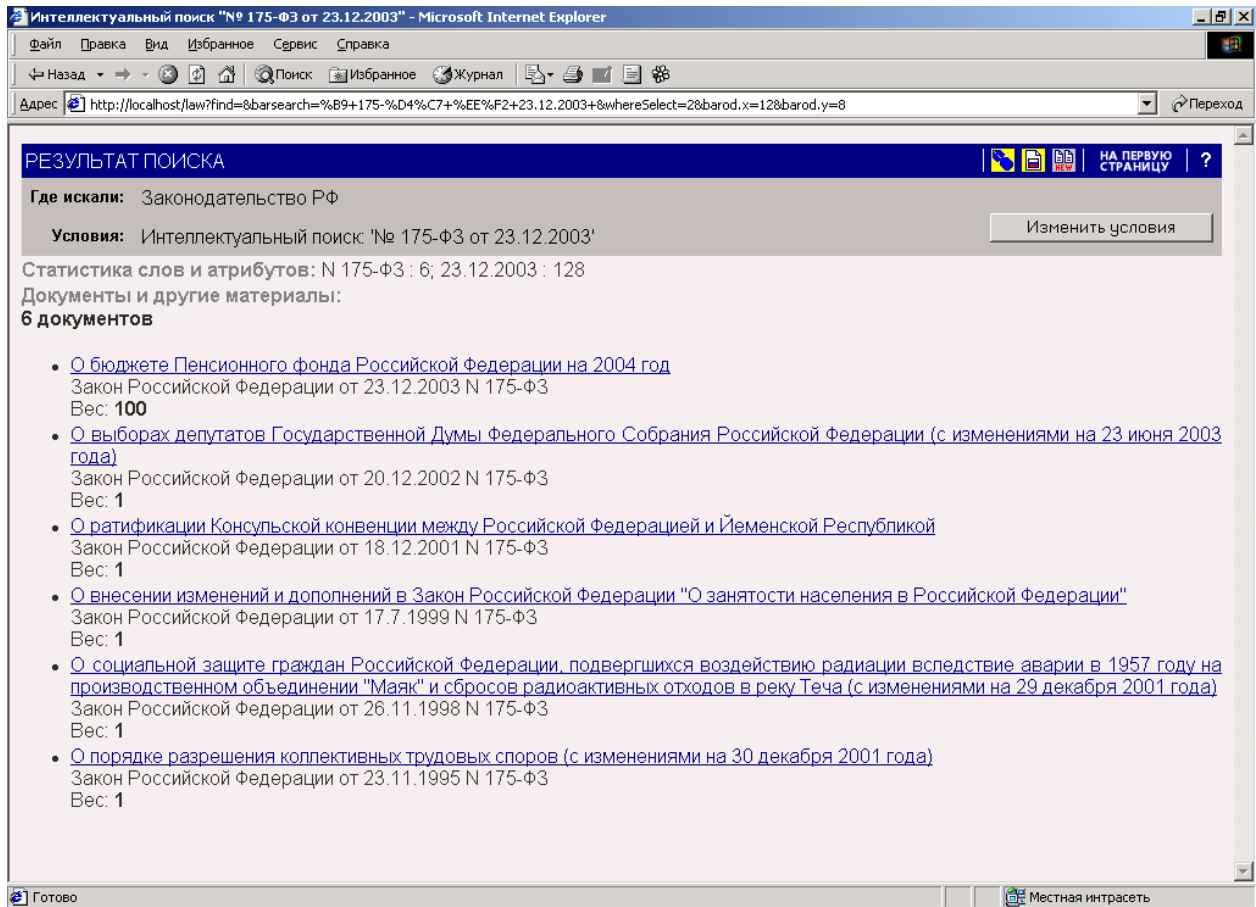 Интеллектуальный поиск "№ 175-ФЗ от 23.12.2003" - Microsoft Internet Explorer
Файл Правка Вид Избранное Сервис Справка
Назад Поиск Избранное Журнал
Адрес http://localhost/law?find=&barsearch=%B9+175-%D4%C7+%EE%F2+23.12.2003+&whereSelect=2&barod.x=12&barod.y=8 Переход
РЕЗУЛЬТАТ ПОИСКА NEW НА ПЕРВУЮ СТРАНИЦУ ?
Где искали: Законодательство РФ
Условия: Интеллектуальный поиск: '№ 175-ФЗ от 23.12.2003' Изменить условия
Статистика слов и атрибутов: N 175-ФЗ : 6; 23.12.2003 : 128
Документы и другие материалы:
6 документов
• О бюджете Пенсионного фонда Российской Федерации на 2004 год
Закон Российской Федерации от 23.12.2003 N 175-ФЗ
Вес: 100
• О выборах депутатов Государственной Думы Федерального Собрания Российской Федерации (с изменениями на 23 июня 2003
года)
Закон Российской Федерации от 20.12.2002 N 175-ФЗ
Вес: 1
• О ратификации Консульской конвенции между Российской Федерацией и Йеменской Республикой
Закон Российской Федерации от 18.12.2001 N 175-ФЗ
Вес: 1
• О внесении изменений и дополнений в Закон Российской Федерации "О занятости населения в Российской Федерации"
Закон Российской Федерации от 17.7.1999 N 175-ФЗ
Вес: 1
• О социальной защите граждан Российской Федерации, подвергшихся воздействию радиации вследствие аварии в 1957 году на
производственном объединении "Маяк" и сбросов радиоактивных отходов в реку Теча (с изменениями на 29 декабря 2001 года)
Закон Российской Федерации от 26.11.1998 N 175-ФЗ
Вес: 1
• О порядке разрешения коллективных трудовых споров (с изменениями на 30 декабря 2001 года)
Закон Российской Федерации от 23.11.1995 N 175-ФЗ
Вес: 1
Готово Местная интрасеть